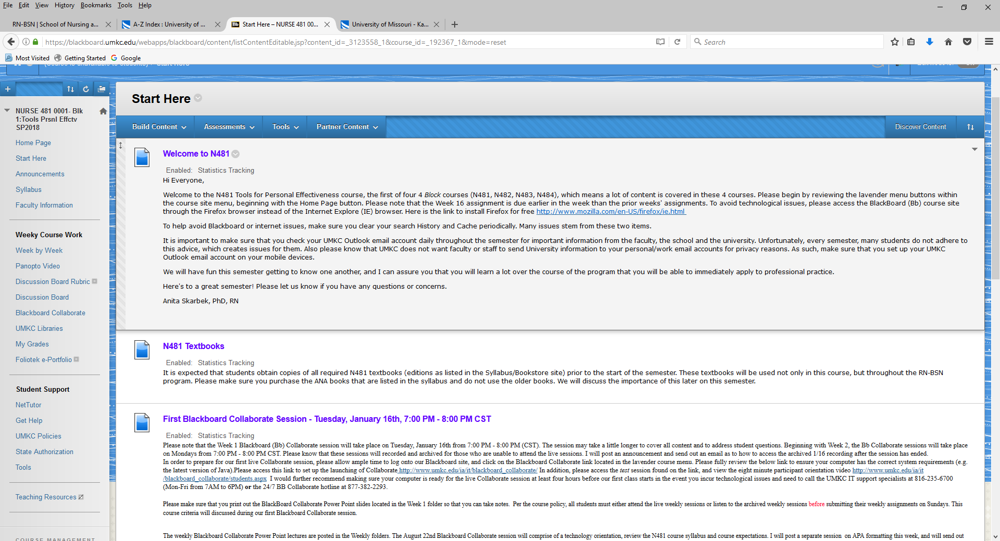 File Edit View History Bookmarks Tools Help
RN-BSN | School of Nursing a...
A-Z Index : University of ...
Bb Start Here – NURSE 481 00...
University of Missouri - Ka...
https://blackboard.umkc.edu/webapps/blackboard/content/listContentEditable.jsp?content_id=_3123558_1&course_id=_192367_1&mode=reset
Search
Most Visited Getting Started Google
NURSE 481 0001- Blk
1:Tools Prsnl Effctv
SP2018
Home Page
Start Here
Announcements
Syllabus
Faculty Information
Weeky Course Work
Week by Week
Panopto Video
Discussion Board Rubric
Discussion Board
Blackboard Collaborate
UMKC Libraries
My Grades
Foliotek e-Portfolio
Student Support
NetTutor
Get Help
UMKC Policies
State Authorization
Tools
Teaching Resources
COURSE MANAGEMENT
Start Here
Build Content Assessments Tools Partner Content Discover Content
Welcome to N481
Enabled: Statistics Tracking
Hi Everyone,
Welcome to the N481 Tools for Personal Effectiveness course, the first of four 4 Block courses (N481, N482, N483, N484), which means a lot of content is covered in these 4 courses. Please begin by reviewing the lavender menu buttons within
the course site menu, beginning with the Home Page button. Please note that the Week 16 assignment is due earlier in the week than the prior weeks' assignments. To avoid technological issues, please access the BlackBoard (Bb) course site
through the Firefox browser instead of the Internet Explore (IE) browser. Here is the link to install Firefox for free http://www.mozilla.com/en-US/firefox/ie.html
To help avoid Blackboard or internet issues, make sure you clear your search History and Cache periodically. Many issues stem from these two items.
It is important to make sure that you check your UMKC Outlook email account daily throughout the semester for important information from the faculty, the school and the university. Unfortunately, every semester, many students do not adhere to
this advice, which creates issues for them. Also please know that UMKC does not want faculty or staff to send University information to your personal/work email accounts for privacy reasons. As such, make sure that you set up your UMKC
Outlook email account on your mobile devices.
We will have fun this semester getting to know one another, and I can assure you that you will learn a lot over the course of the program that you will be able to immediately apply to professional practice.
Here's to a great semester! Please let us know if you have any questions or concerns.
Anita Skarbek, PhD, RN
N481 Textbooks
Enabled: Statistics Tracking
It is expected that students obtain copies of all required N481 textbooks (editions as listed in the Syllabus/Bookstore site) prior to the start of the semester. These textbooks will be used not only in this course, but throughout the RN-BSN
program. Please make sure you purchase the ANA books that are listed in the syllabus and do not use the older books. We will discuss the importance of this later on this semester.
First Blackboard Collaborate Session - Tuesday, January 16th, 7:00 PM - 8:00 PM CST
Enabled: Statistics Tracking
Please note that the Week 1 Blackboard (Bb) Collaborate session will take place on Tuesday, January 16th from 7:00 PM - 8:00 PM (CST). The session may take a little longer to cover all content and to address student questions. Beginning with Week 2, the Bb Collaborate sessions will take place
on Mondays from 7:00 PM - 8:00 PM CST. Please know that these sessions will recorded and archived for those who are unable to attend the live sessions. I will post an announcement and send out an email as to how to access the archived 1/16 recording after the session has ended.
In order to prepare for our first live Collaborate session, please allow ample time to log onto our Blackboard site, and click on the Blackboard Collaborate link located in the lavender course menu. Please fully review the below link to ensure your computer has the correct system requirements (e.g.
the latest version of Java).Please access this link to set up the launching of Collaborate http://www.umkc.edu/ia/it/blackboard_collaborate/ In addition, please access the test session found on the link, and view the eight minute participant orientation video http://www.umkc.edu/ia/it
/blackboard_collaborate/students.aspx I would further recommend making sure your computer is ready for the live Collaborate session at least four hours before our first class starts in the event you incur technological issues and need to call the UMKC IT support specialists at 816-235-6700
(Mon-Fri from 7AM to 6PM) or the 24/7 BB Collaborate hotline at 877-382-2293.
Please make sure that you print out the BlackBoard Collaborate Power Point slides located in the Week 1 folder so that you can take notes. Per the course policy, all students must either attend the live weekly sessions or listen to the archived weekly sessions before submitting their weekly assignments on Sundays. This
course criteria will discussed during our first Blackboard Collaborate session.
The weekly Blackboard Collaborate Power Point lectures are posted in the Weekly folders. The August 22nd Blackboard Collaborate session will comprise of a technology orientation, review the N481 course syllabus and course expectations. I will post a separate session on APA formatting this week, and will send out